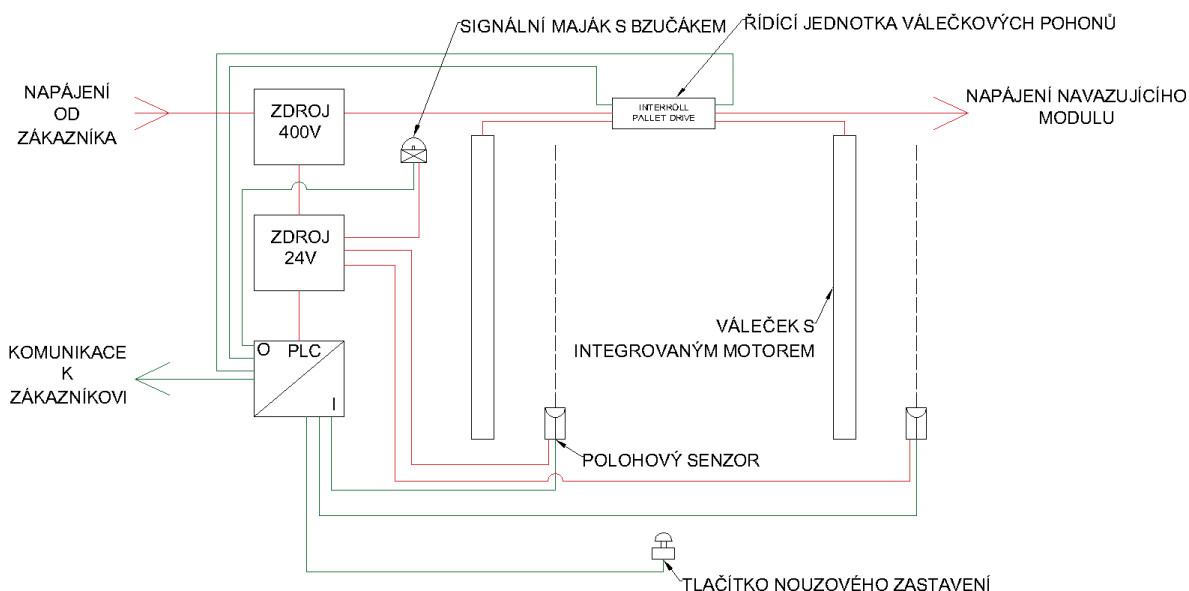 SIGNÁLNÍ MAJÁK S BZUČÁKEM
ŘÍDÍCÍ JEDNOTKA VÁLEČKOVÝCH POHONŮ
NAPÁJENÍ
OD
ZÁKAZNÍKA
ZDROJ
400V
INTERROLL
PALLET DRIVE
NAPÁJENÍ NAVAZUJÍCÍHO
MODULU
ZDROJ
24V
VÁLEČEK S
INTEGROVANÝM MOTOREM
KOMUNIKACE
K
ZÁKAZNÍKOVI
O PLC
I
POLOHOVÝ SENZOR
TLAČÍTKO NOUZOVÉHO ZASTAVENÍ